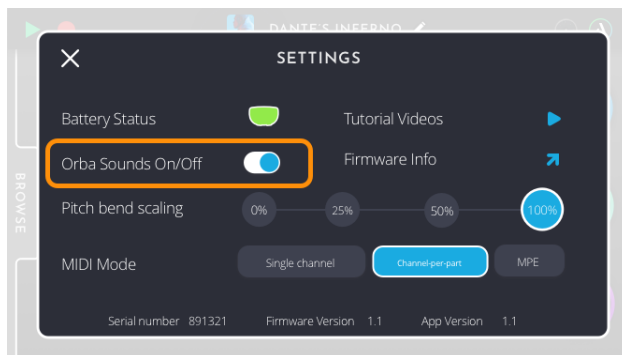 DANTE'S INFERNO
SETTINGS
Battery Status
Tutorial Videos
Orba Sounds On/Off
Firmware Info
Pitch bend scaling 0% 25% 50% 100%
MIDI Mode Single channel Channel-per-part MPE
Serial number 891321 Firmware Version 1.1 App Version 1.1
BROWSE